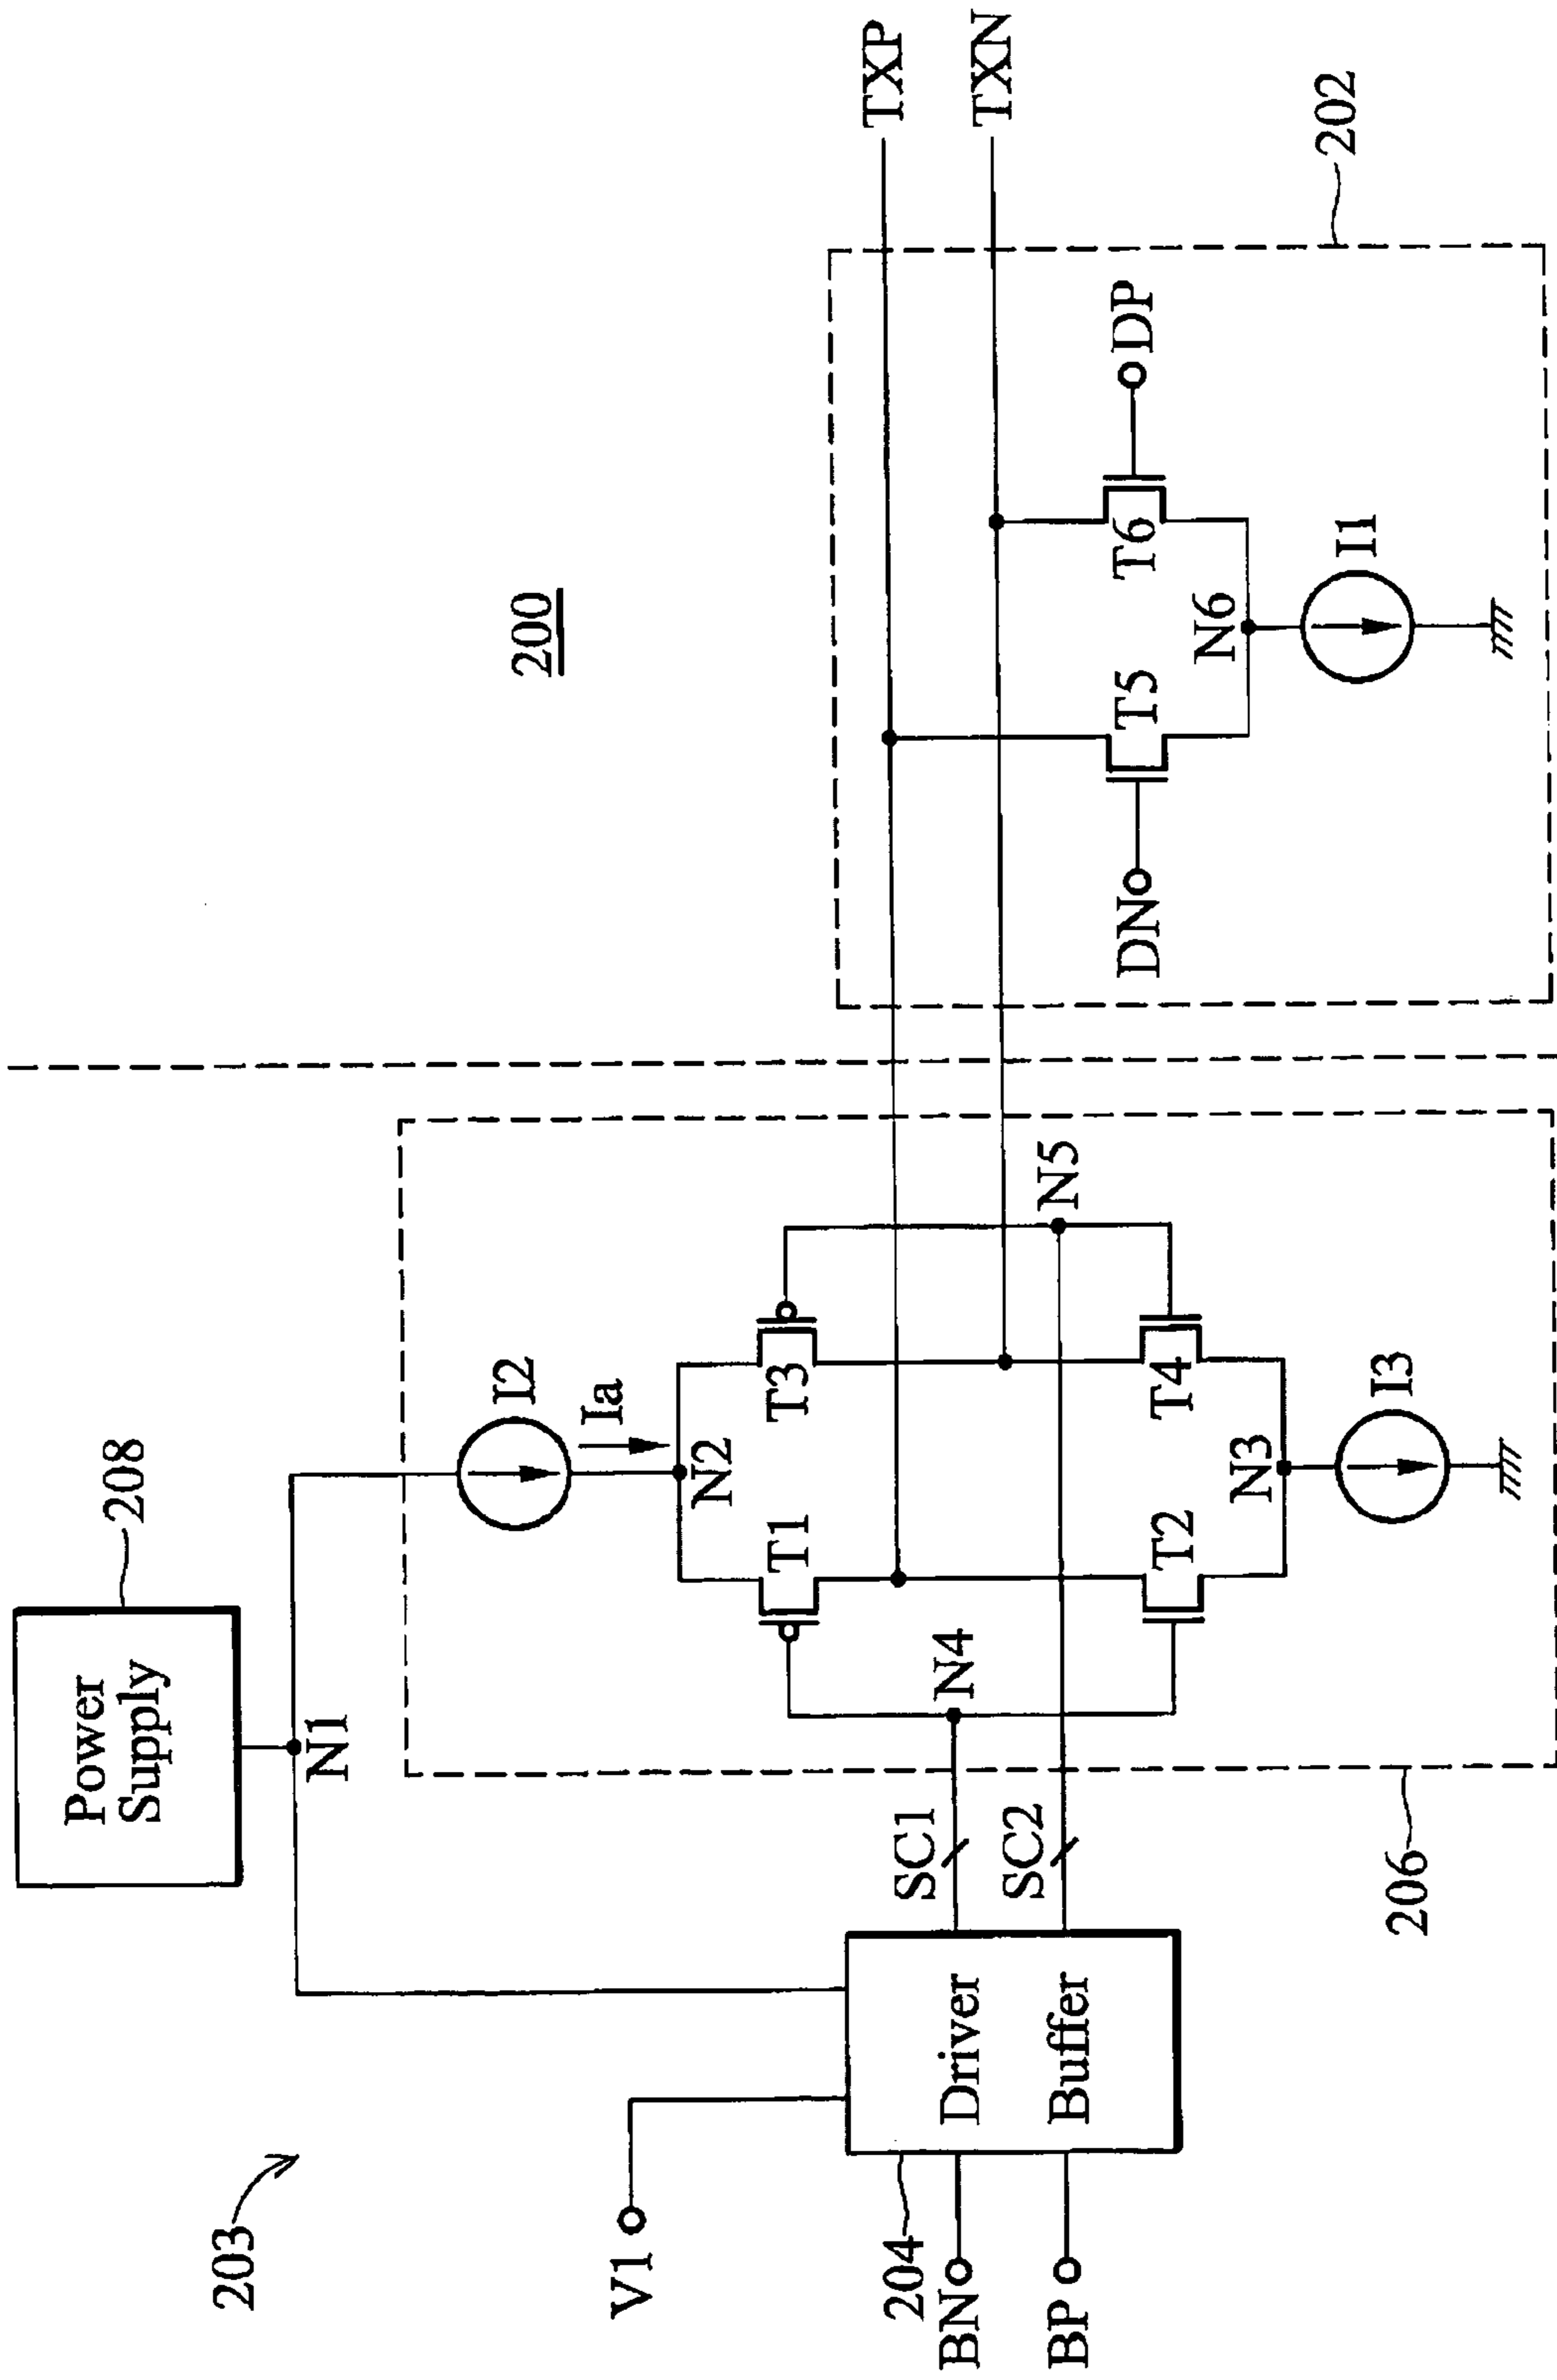 200
203
Power
Supply
208
N1
V1
I2
Ia
N2
T1
T3
TXP
TXN
SC1
SC2
N4
N5
204
BN
BP
Driver
Buffer
T2
T4
N3
I3
206
DN
DP
T5
T6
N6
I1
202